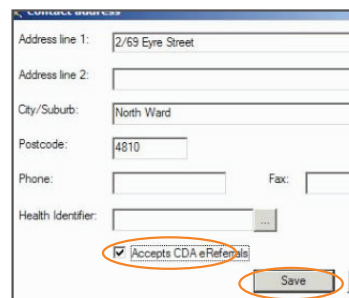 Contact address
Address line 1: 2/69 Eyre Street
Address line 2:
City/Suburb: North Ward
Postcode: 4810
Phone: Fax:
Health Identifier: ...
Accepts CDA eReferrals
Save